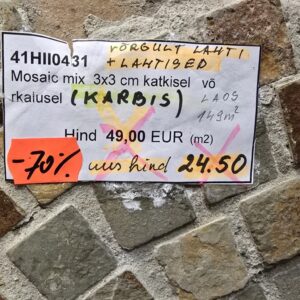 VÕRGULT LAHTI
41HII0431 + LAHTISED
Mosaic mix 3x3 cm katkisel võ
rkalusel (KARBIS) LAOS
149m²
Hind 49,00 EUR (m2)
-70% uus hind 24.50